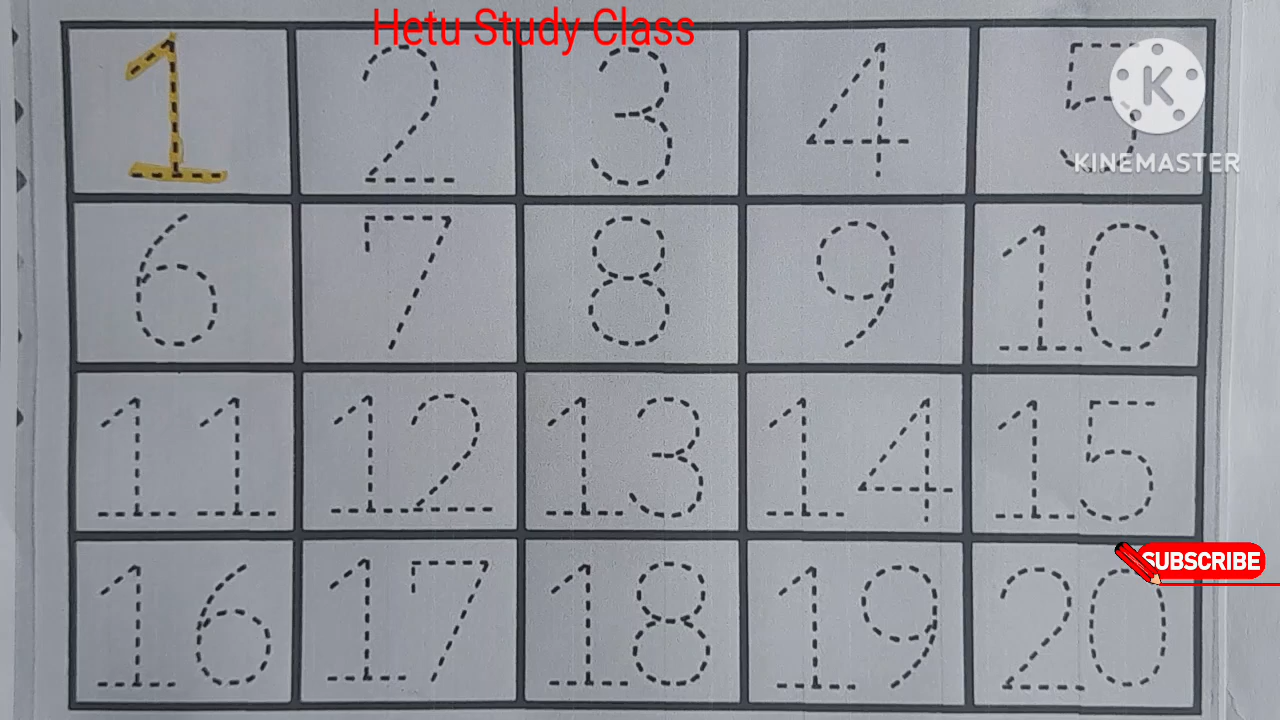 Hetu Study Class
1 2 3 4 5
K
KINEMASTER
6 7 8 9 10
11 12 13 14 15
SUBSCRIBE
16 17 18 19 20